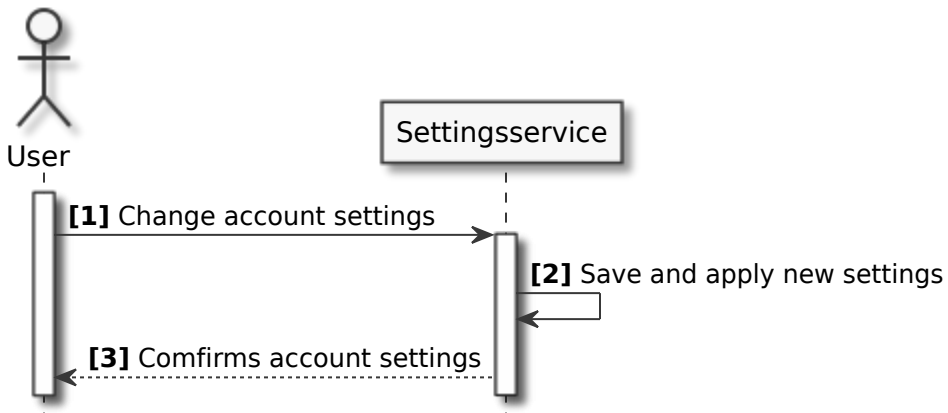 User
Settingsservice
[1] Change account settings
[2] Save and apply new settings
[3] Comfirms account settings